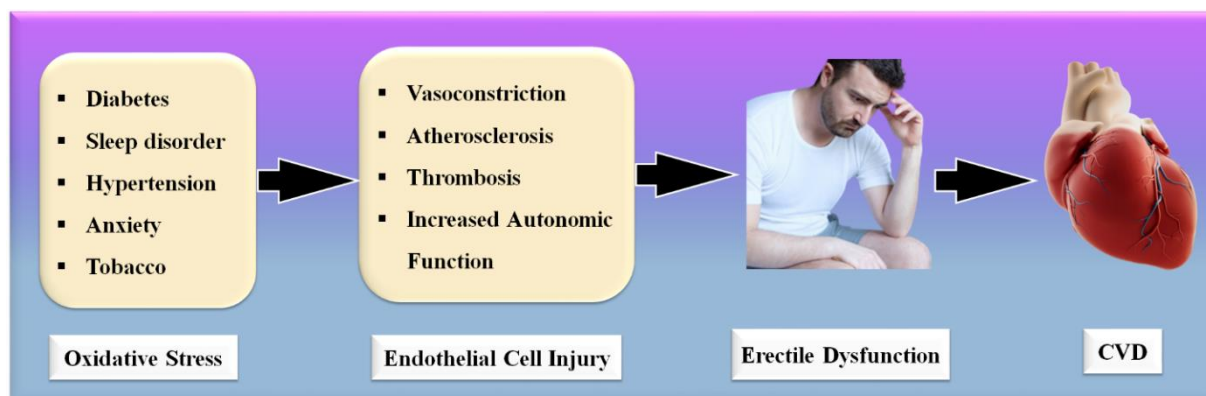 Diabetes
Sleep disorder
Hypertension
Anxiety
Tobacco
Oxidative Stress
Vasoconstriction
Atherosclerosis
Thrombosis
Increased Autonomic
Function
Endothelial Cell Injury
Erectile Dysfunction
CVD